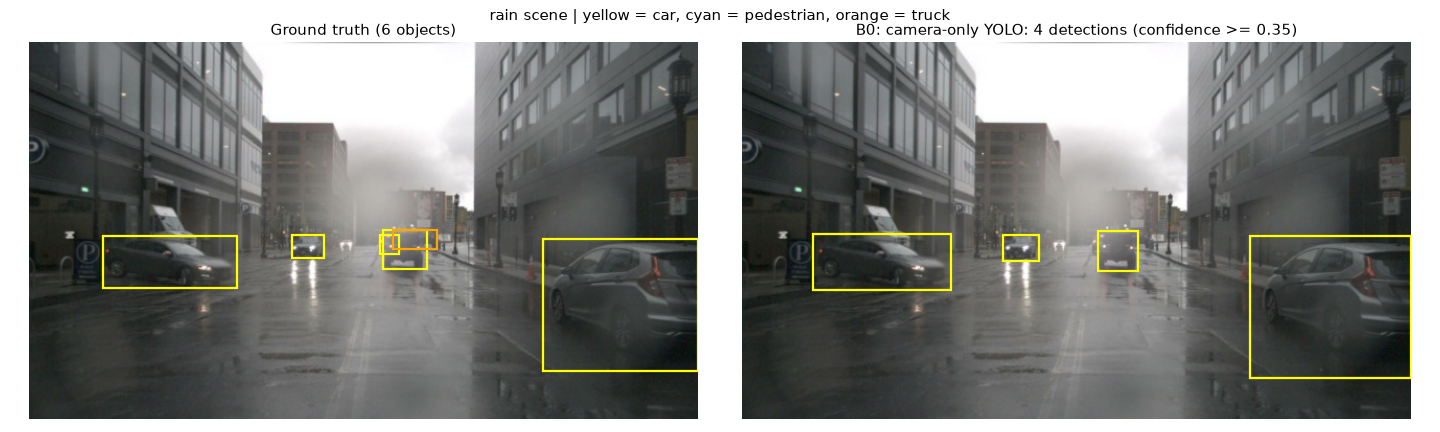 rain scene | yellow = car, cyan = pedestrian, orange = truck
Ground truth (6 objects)
B0: camera-only YOLO: 4 detections (confidence >= 0.35)
P
P
P